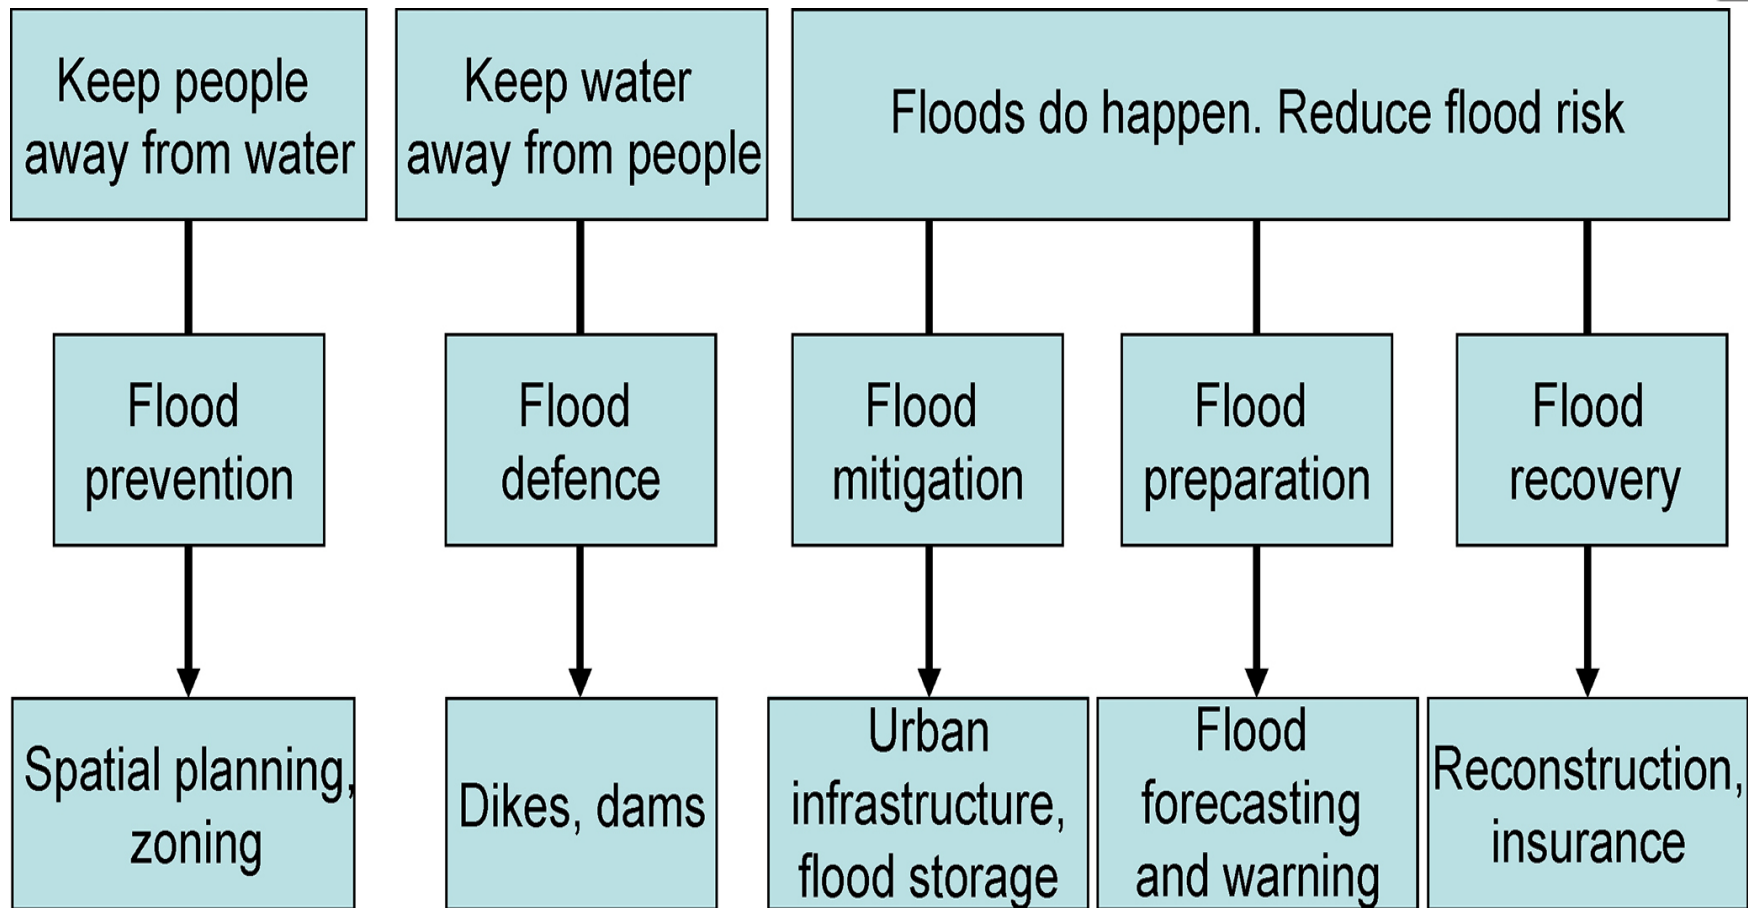 Keep people
away from water
Keep water
away from people
Floods do happen. Reduce flood risk
Flood
prevention
Flood
defence
Flood
mitigation
Flood
preparation
Flood
recovery
Spatial planning,
zoning
Dikes, dams
Urban
infrastructure,
flood storage
Flood
forecasting
and warning
Reconstruction,
insurance